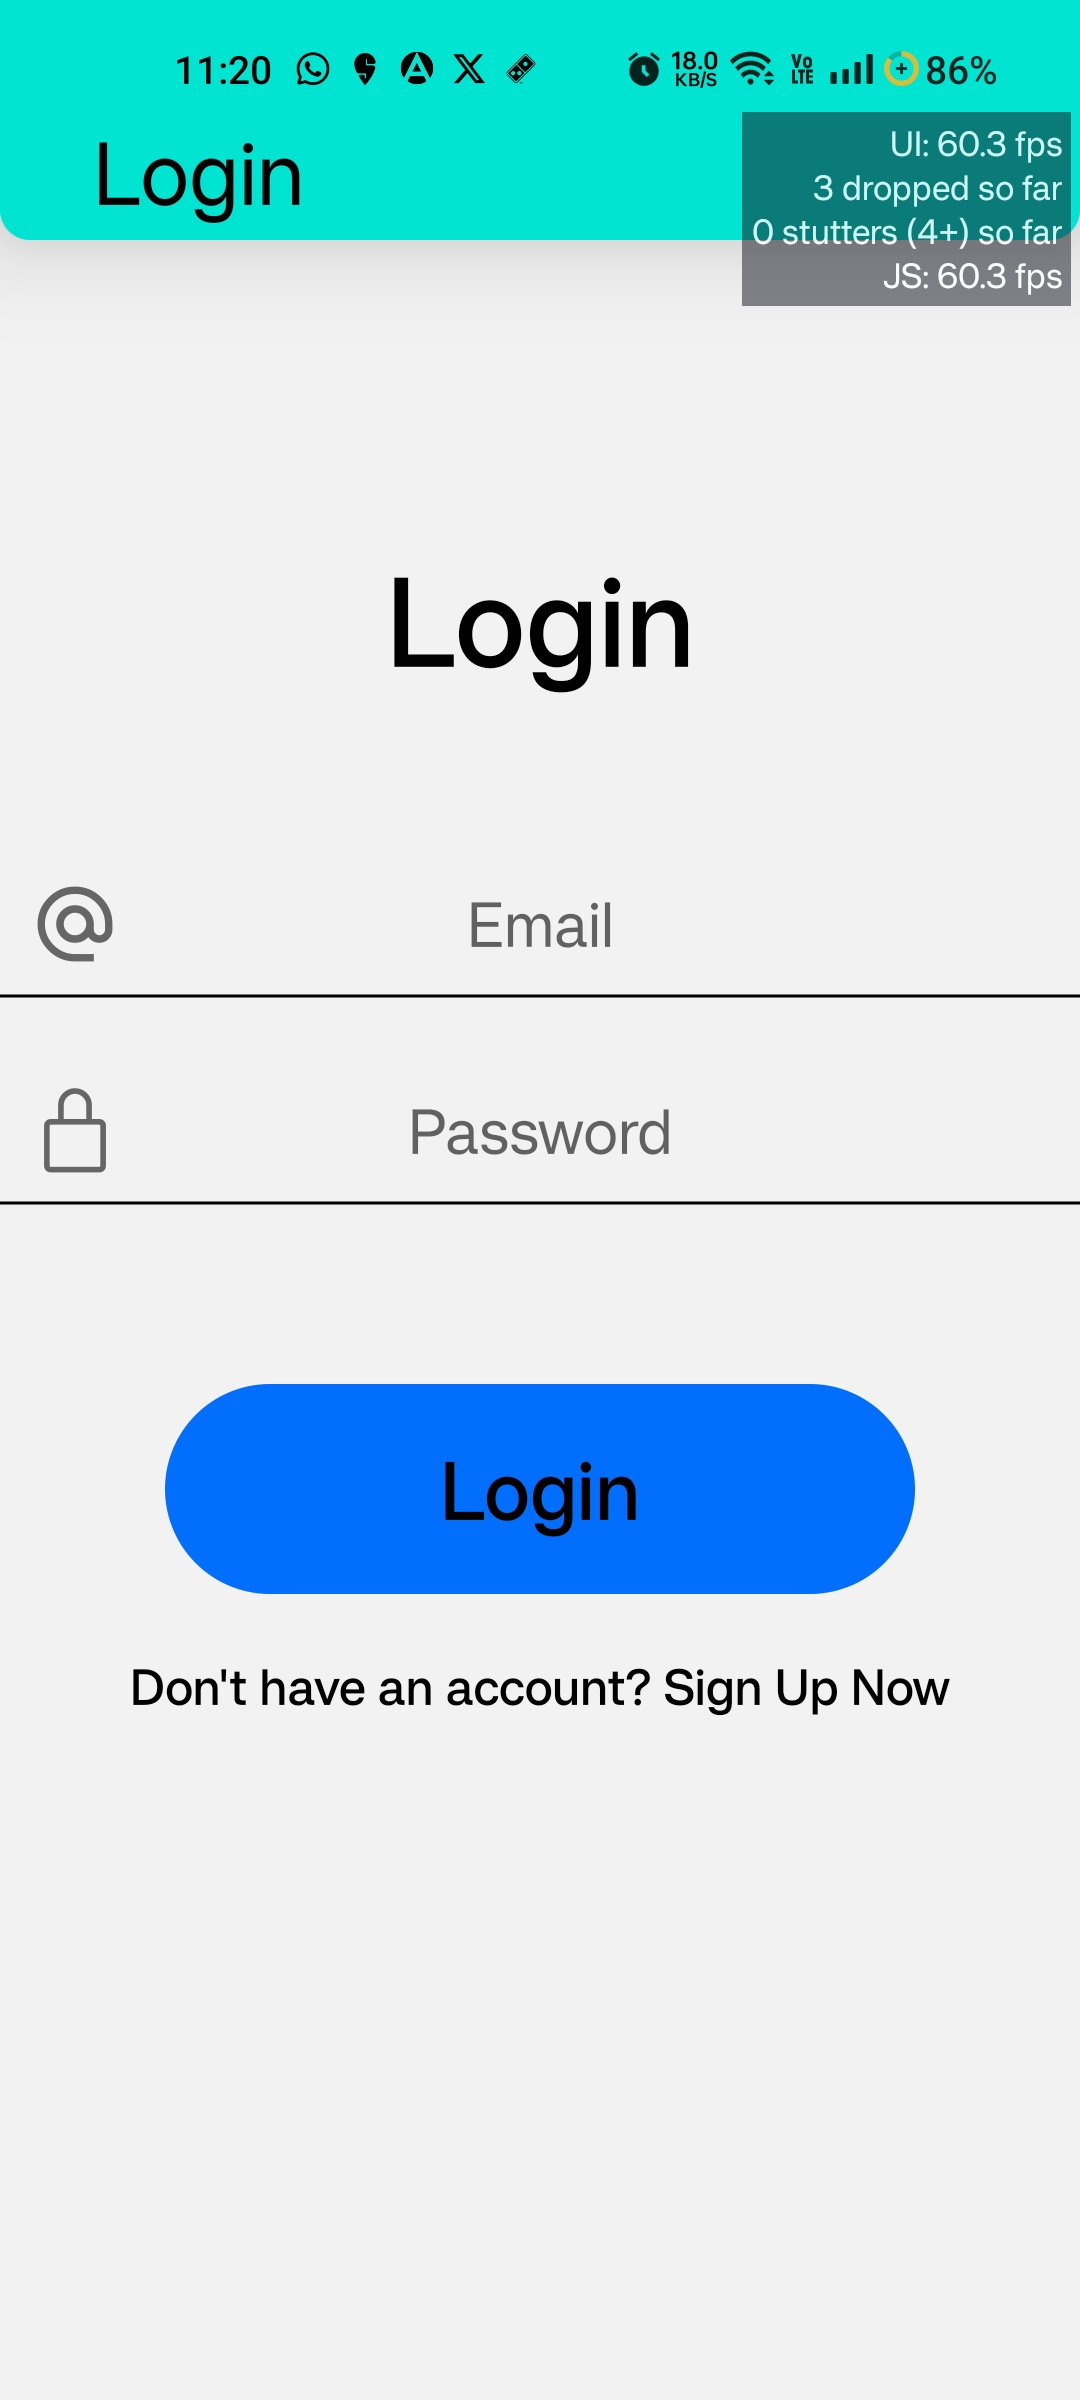 11:20 18.0 KB/S Vo LTE 86%
Login
UI: 60.3 fps
3 dropped so far
0 stutters (4+) so far
JS: 60.3 fps
Login
Email
Password
Login
Don't have an account? Sign Up Now